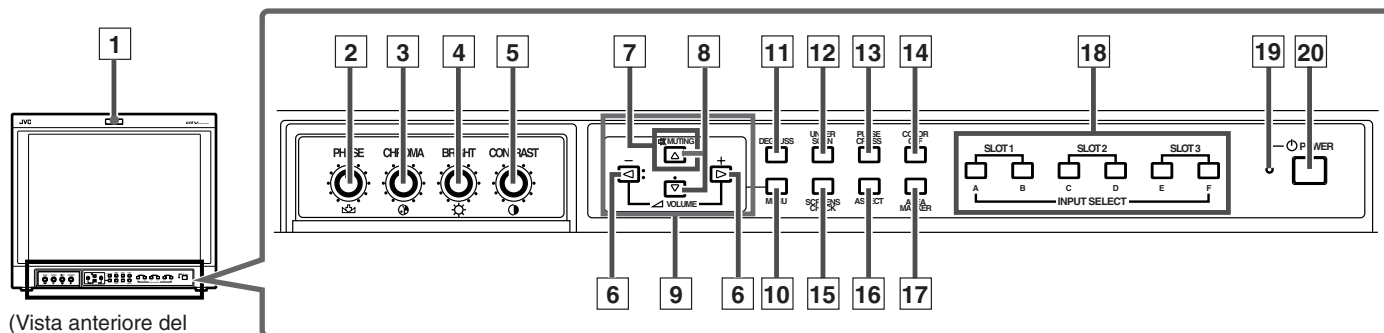 1
2 3 4 5 7 8 11 12 13 14 18 19 20
JVC
PHASE CHROMA BRIGHT CONTRAST
MUTING
DEGAUSS UNDER SCAN PULSE CROSS COLOR OFF
SLOT 1 SLOT 2 SLOT 3
POWER
− +
A B C D E F
INPUT SELECT
VOLUME
MENU SCREENS CHECK ASPECT AREA MARKER
6 9 6 10 15 16 17
(Vista anteriore del